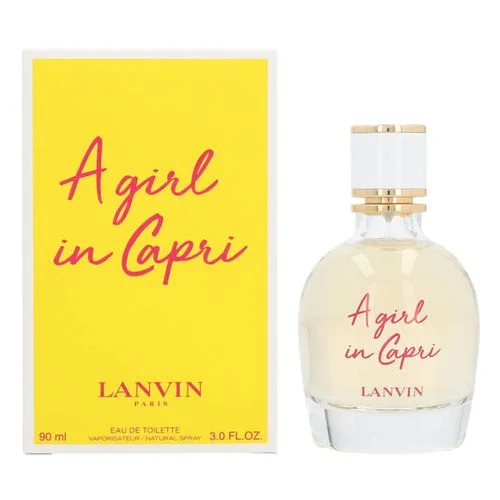 A girl
in Capri
LANVIN
PARIS
EAU DE TOILETTE
90 ml VAPORISATEUR - NATURAL SPRAY 3.0 FL.OZ.
A girl
in Capri
LANVIN